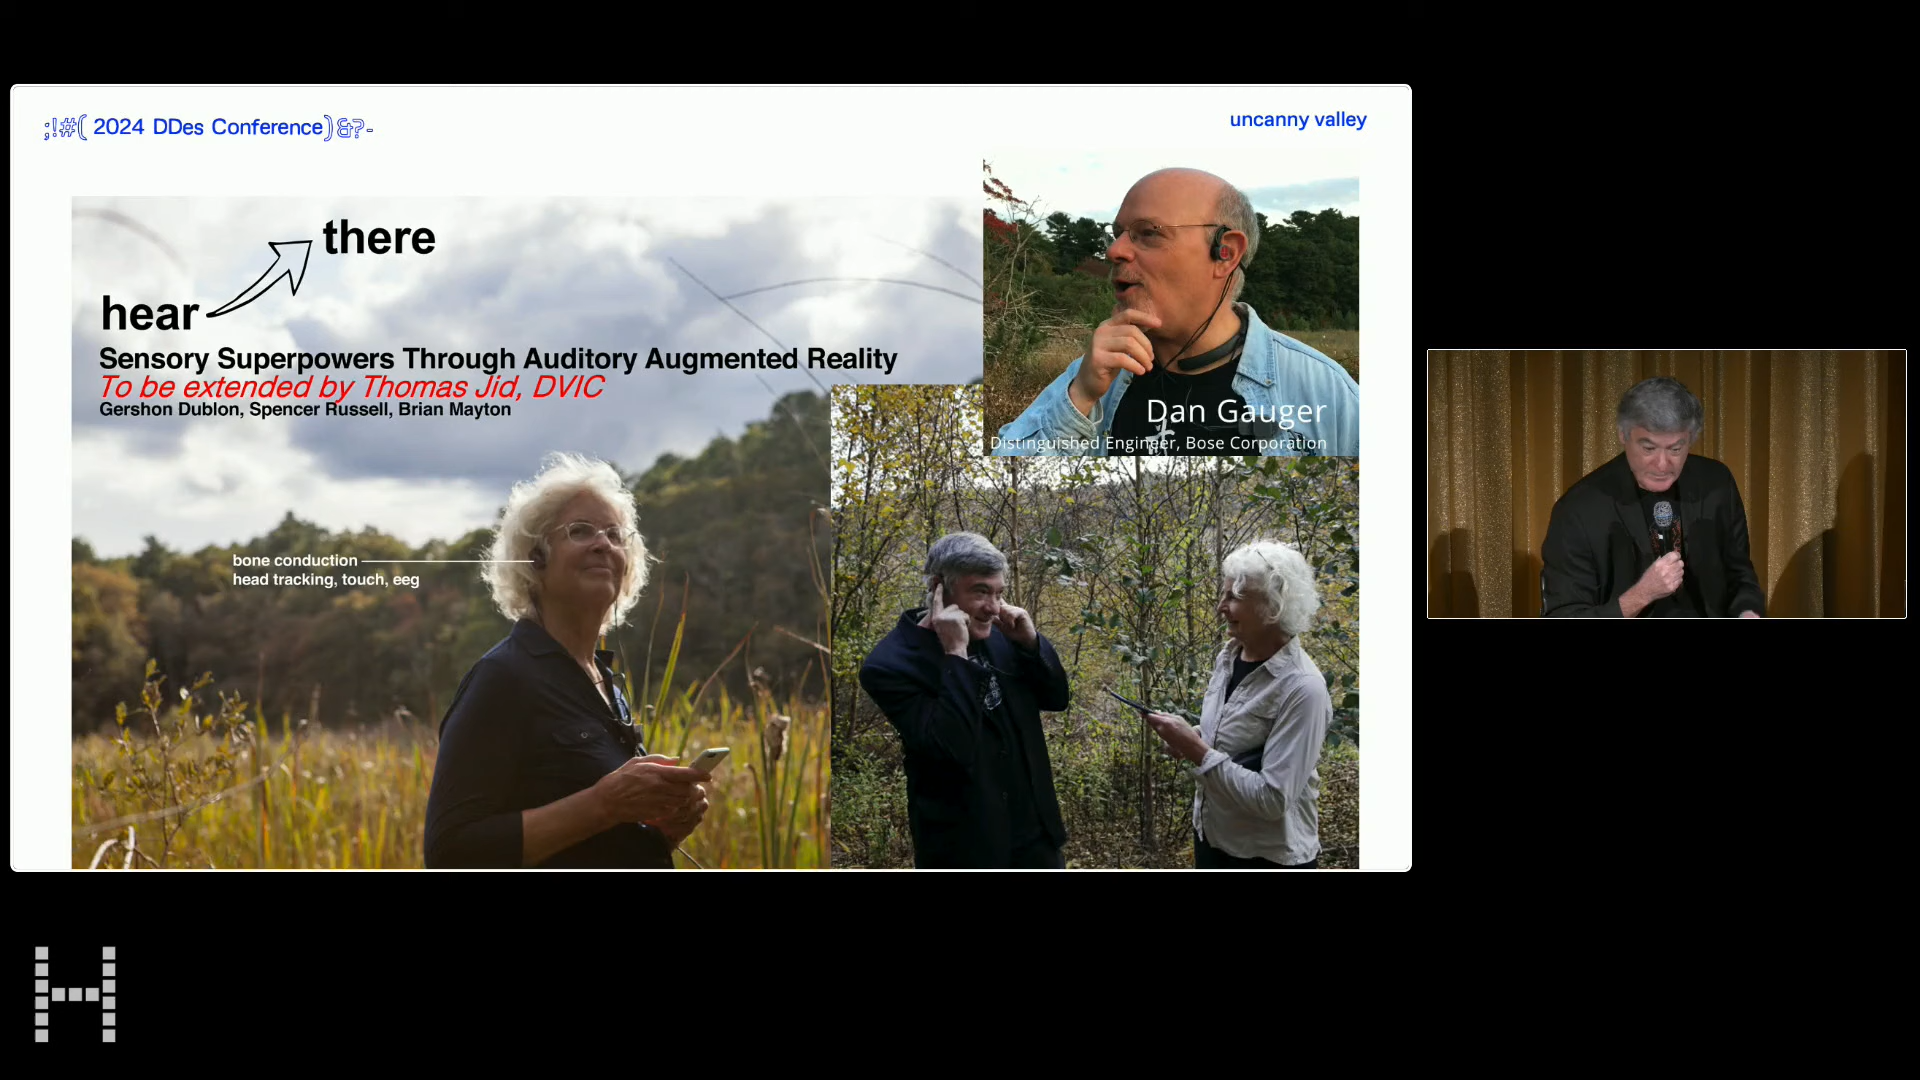 ;!#( 2024 DDes Conference)&?-
uncanny valley
there
hear
Sensory Superpowers Through Auditory Augmented Reality
To be extended by Thomas Jid, DVIC
Gershon Dublon, Spencer Russell, Brian Mayton
Dan Gauger
Distinguished Engineer, Bose Corporation
bone conduction
head tracking, touch, eeg
H